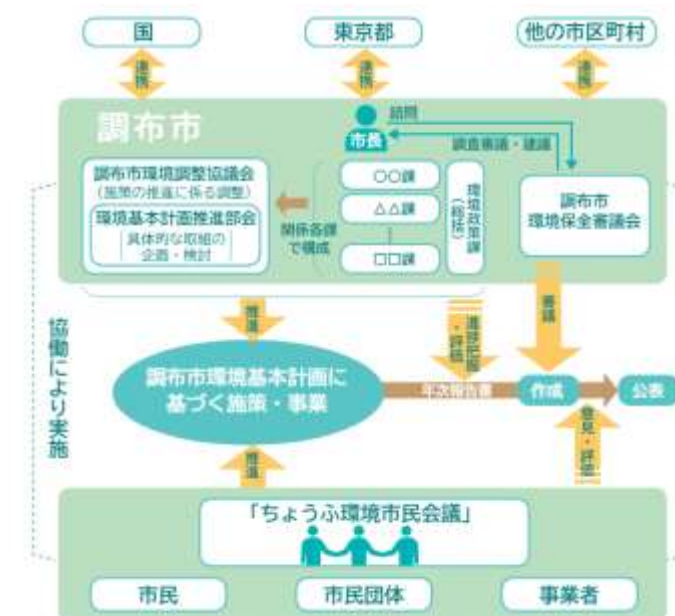 国
東京都
他の市区町村
連携
連携
連携
調布市
市長
諮問
調査審議・建議
調布市環境調整協議会
(施策の推進に係る調整)
環境基本計画推進部会
具体的な取組の
企画・検討
関係各課
で構成
○○課
△△課
□□課
環境政策課
(総括)
調布市
環境保全審議会
協働により実施
推進
進捗把握
・評価
審議
調布市環境基本計画に
基づく施策・事業
年次報告書
作成
公表
推進
意見・評価
「ちょうふ環境市民会議」
市民
市民団体
事業者